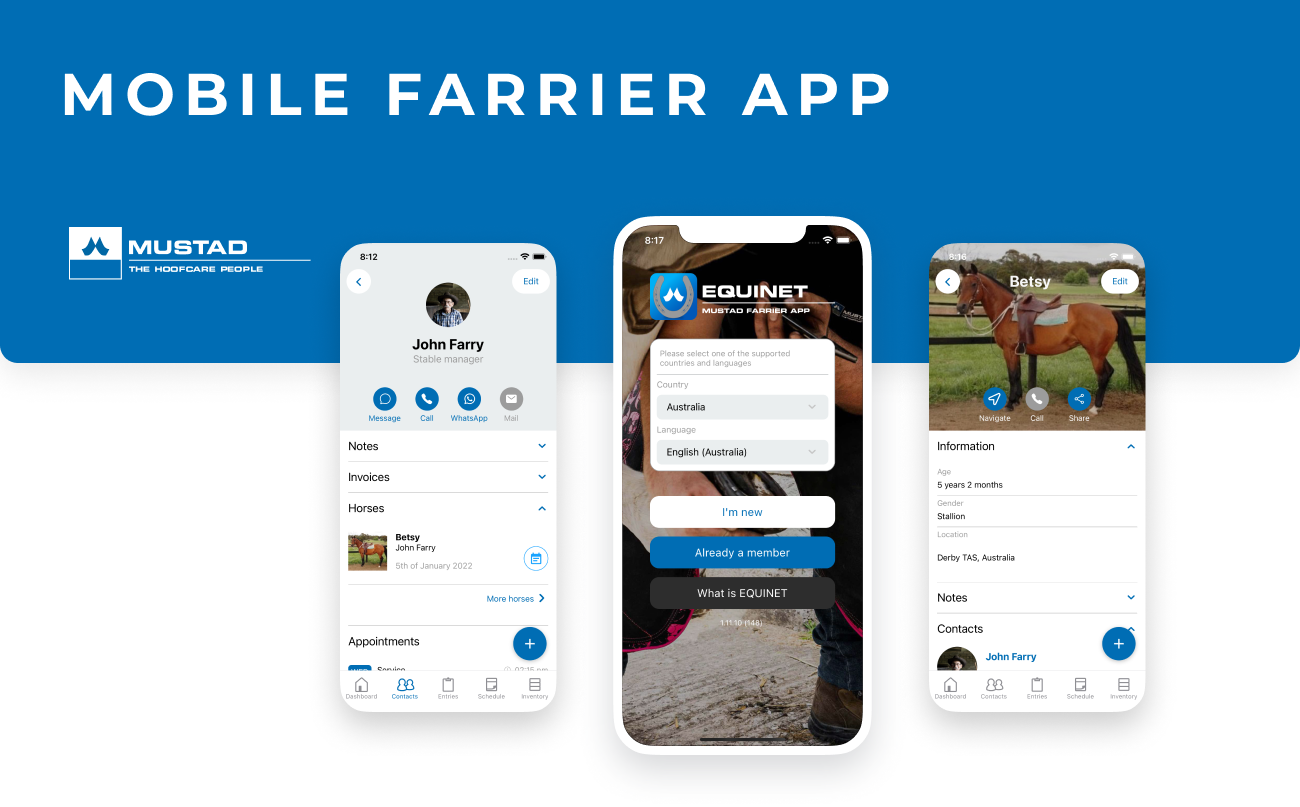 MOBILE FARRIER APP
MUSTAD
THE HOOFCARE PEOPLE
8:12
Edit
John Farry
Stable manager
Message
Call
WhatsApp
Mail
Notes
Invoices
Horses
Betsy
John Farry
5th of January 2022
More horses
Appointments
Service
02:15 pm
Dashboard
Contacts
Entries
Schedule
Inventory
8:17
EQUINET
MUSTAD FARRIER APP
Please select one of the supported
countries and languages
Country
Australia
Language
English (Australia)
I'm new
Already a member
What is EQUINET
1.11.10 (148)
8:16
Betsy
Edit
Navigate
Call
Share
Information
Age
5 years 2 months
Gender
Stallion
Location
Derby TAS, Australia
Notes
Contacts
John Farry
Dashboard
Contacts
Entries
Schedule
Inventory